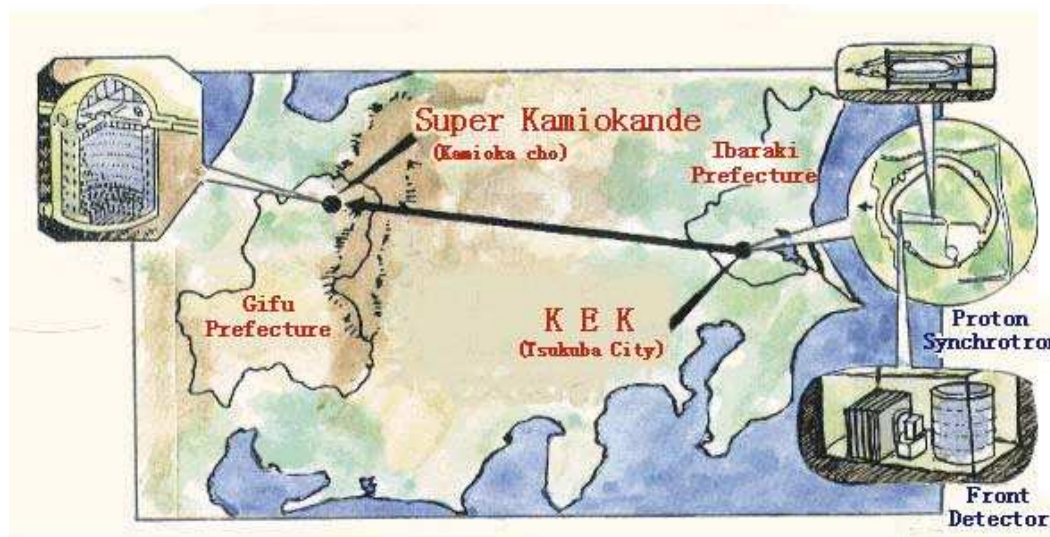 Super Kamiokande
(Kamioka cho)
Ibaraki
Prefecture
Gifu
Prefecture
K E K
(Tsukuba City)
Proton
Synchrotron
Front
Detector